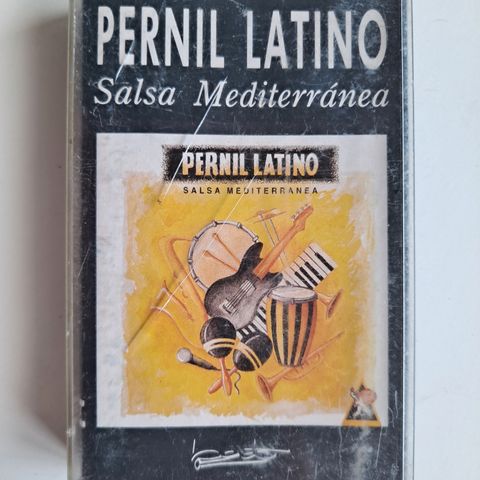 PERNIL LATINO
Salsa Mediterránea
PERNIL LATINO
SALSA MEDITERRANEA